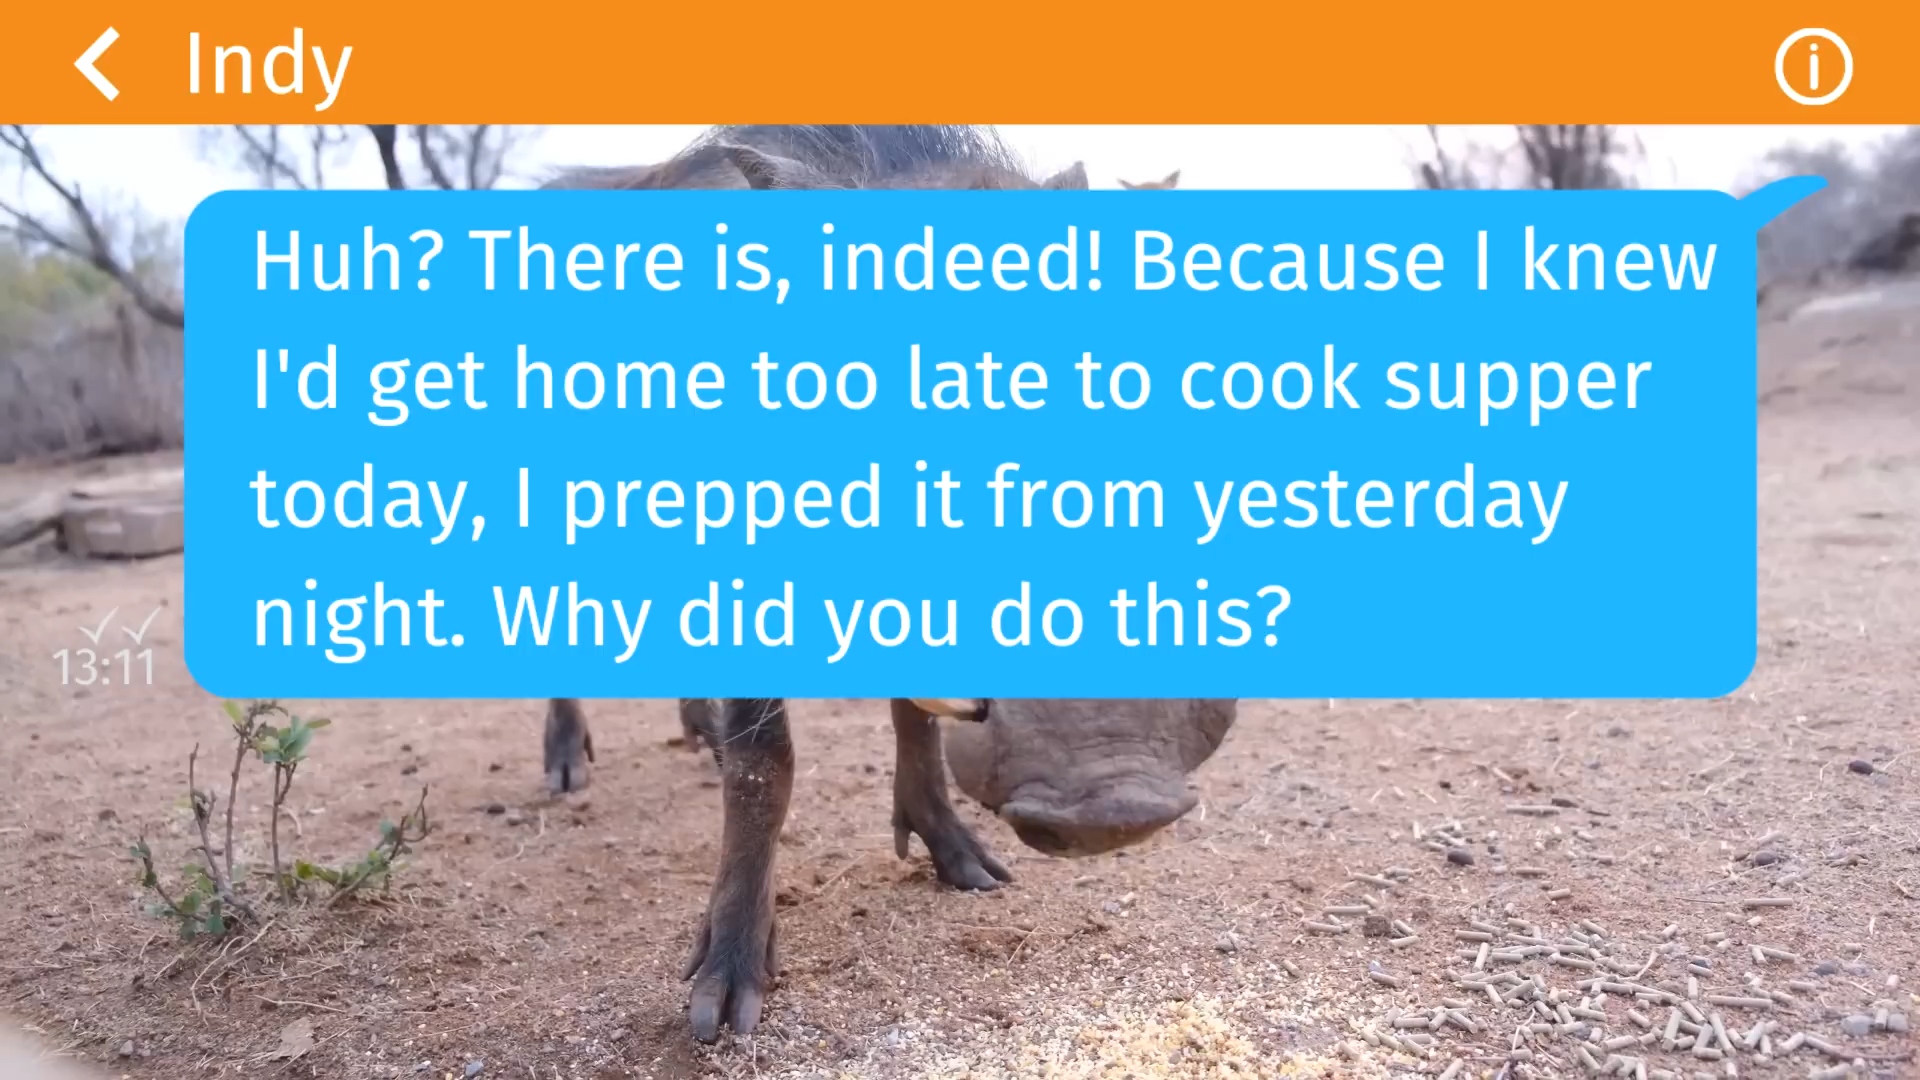 Indy
Huh? There is, indeed! Because I knew
I'd get home too late to cook supper
today, I prepped it from yesterday
night. Why did you do this?
13:11